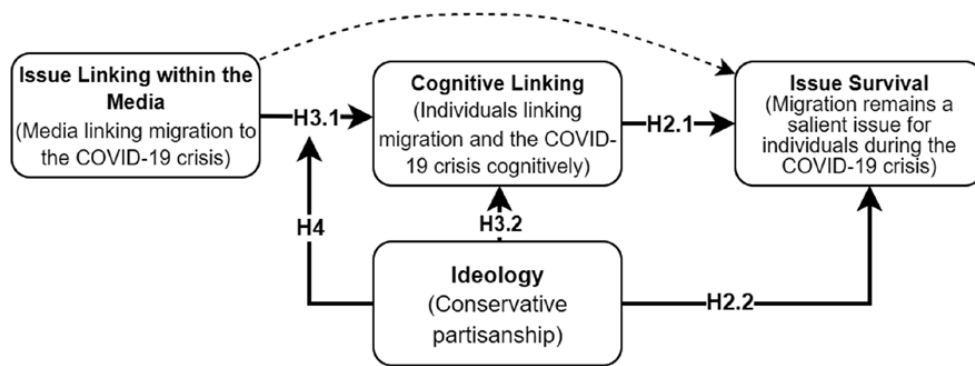 Issue Linking within the
Media
(Media linking migration to
the COVID-19 crisis)
H3.1
Cognitive Linking
(Individuals linking
migration and the COVID-
19 crisis cognitively)
H2.1
Issue Survival
(Migration remains a
salient issue for
individuals during the
COVID-19 crisis)
H4
H3.2
Ideology
(Conservative
partisanship)
H2.2